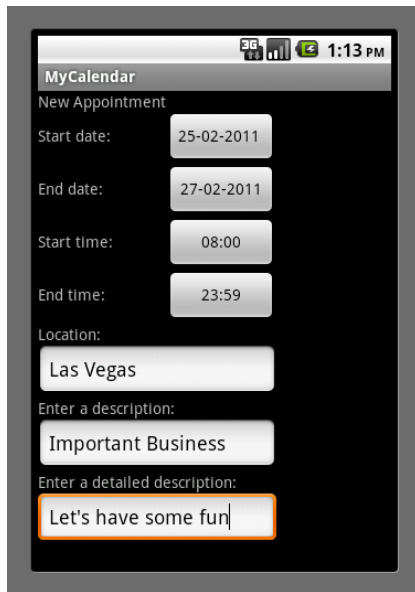 3G 1:13 PM
MyCalendar
New Appointment
Start date: 25-02-2011
End date: 27-02-2011
Start time: 08:00
End time: 23:59
Location:
Las Vegas
Enter a description:
Important Business
Enter a detailed description:
Let's have some fun